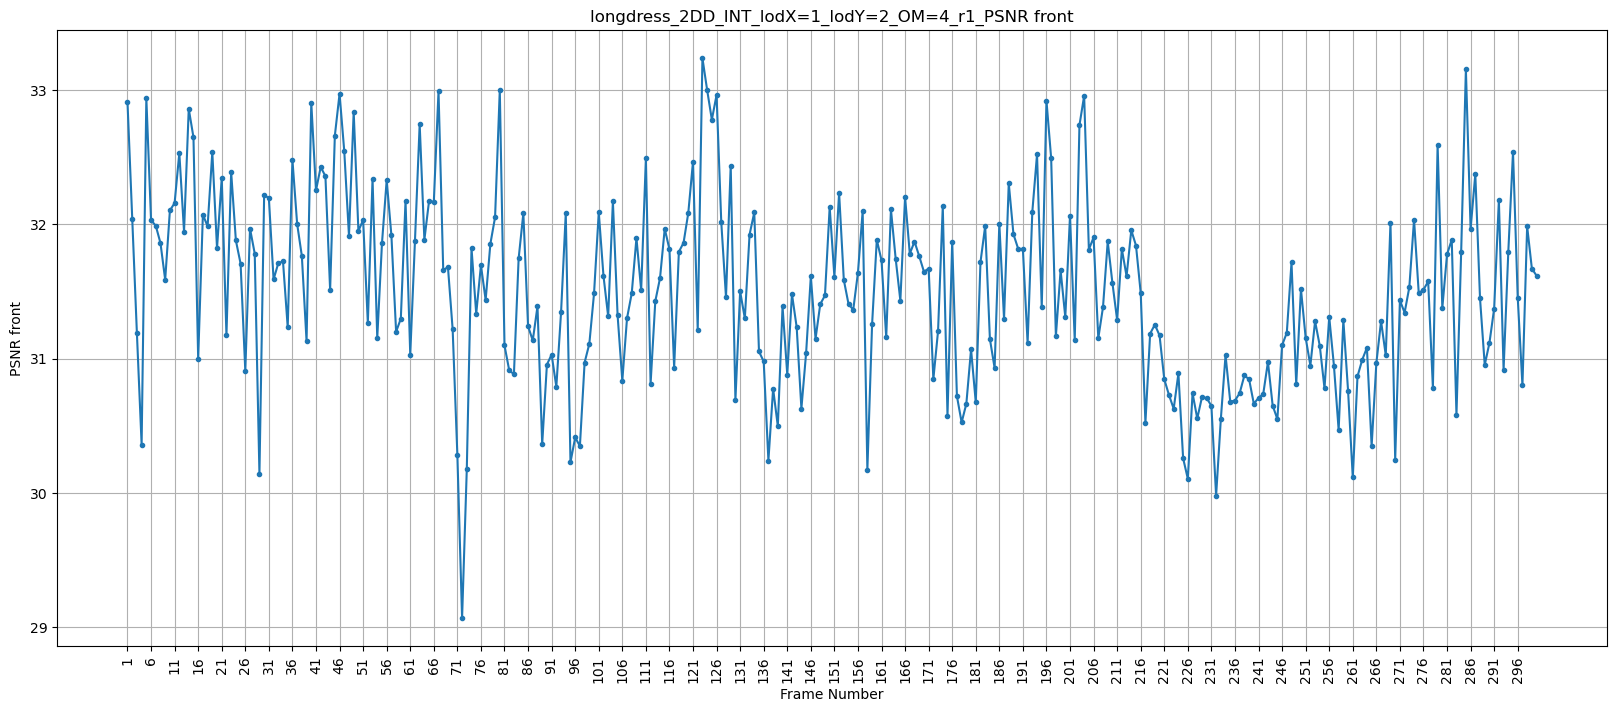 longdress_2DD_INT_lodX=1_lodY=2_OM=4_r1_PSNR front
PSNR front
33
32
31
30
29
1 6 11 16 21 26 31 36 41 46 51 56 61 66 71 76 81 86 91 96 101 106 111 116 121 126 131 136 141 146 151 156 161 166 171 176 181 186 191 196 201 206 211 216 221 226 231 236 241 246 251 256 261 266 271 276 281 286 291 296
Frame Number